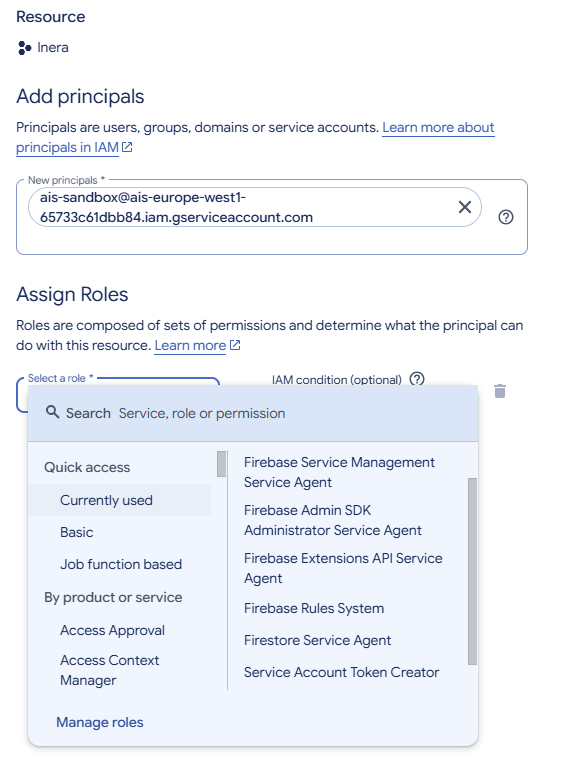 Resource
Inera
Add principals
Principals are users, groups, domains or service accounts. Learn more about
principals in IAM
New principals *
ais-sandbox@ais-europe-west1-
65733c61dbb84.iam.gserviceaccount.com
Assign Roles
Roles are composed of sets of permissions and determine what the principal can
do with this resource. Learn more
Select a role *
IAM condition (optional)
Search Service, role or permission
Quick access
Currently used
Basic
Job function based
By product or service
Access Approval
Access Context
Manager
Firebase Service Management
Service Agent
Firebase Admin SDK
Administrator Service Agent
Firebase Extensions API Service
Agent
Firebase Rules System
Firestore Service Agent
Service Account Token Creator
Manage roles